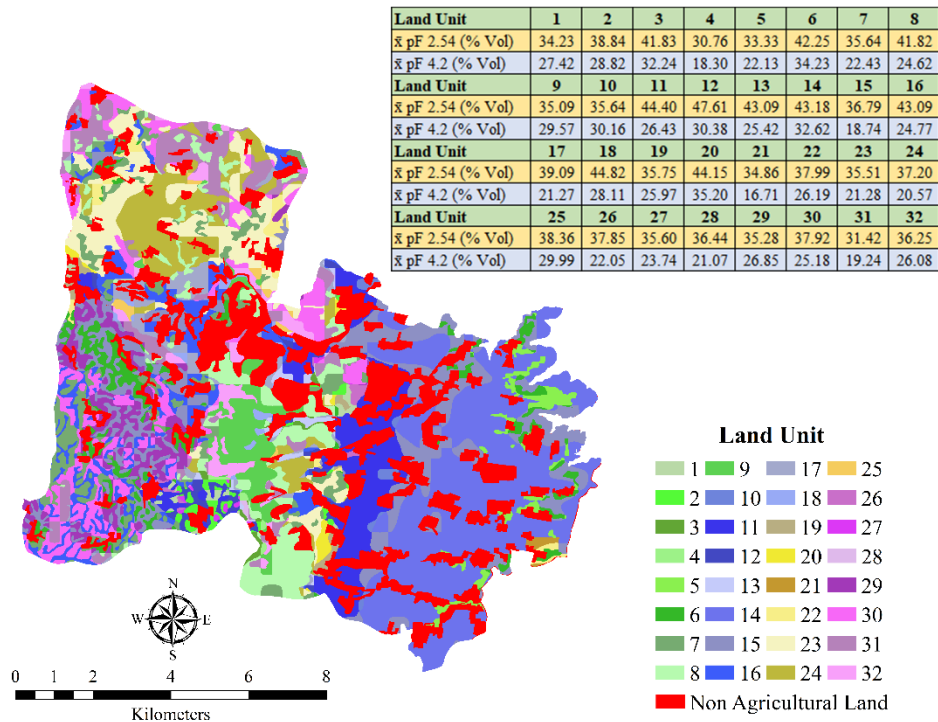 Land Unit 1 2 3 4 5 6 7 8
x̄ pF 2.54 (% Vol) 34.23 38.84 41.83 30.76 33.33 42.25 35.64 41.82
x̄ pF 4.2 (% Vol) 27.42 28.82 32.24 18.30 22.13 34.23 22.43 24.62
Land Unit 9 10 11 12 13 14 15 16
x̄ pF 2.54 (% Vol) 35.09 35.64 44.40 47.61 43.09 43.18 36.79 43.09
x̄ pF 4.2 (% Vol) 29.57 30.16 26.43 30.38 25.42 32.62 18.74 24.77
Land Unit 17 18 19 20 21 22 23 24
x̄ pF 2.54 (% Vol) 39.09 44.82 35.75 44.15 34.86 37.99 35.51 37.20
x̄ pF 4.2 (% Vol) 21.27 28.11 25.97 35.20 16.71 26.19 21.28 20.57
Land Unit 25 26 27 28 29 30 31 32
x̄ pF 2.54 (% Vol) 38.36 37.85 35.60 36.44 35.28 37.92 31.42 36.25
x̄ pF 4.2 (% Vol) 29.99 22.05 23.74 21.07 26.85 25.18 19.24 26.08
Land Unit
1 9 17 25
2 10 18 26
3 11 19 27
4 12 20 28
5 13 21 29
6 14 22 30
7 15 23 31
8 16 24 32
Non Agricultural Land
N
W E
S
0 1 2 4 6 8
Kilometers